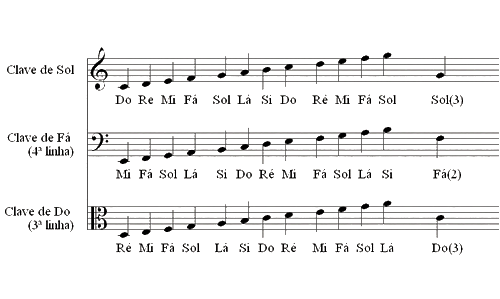 Clave de Sol
Do Re Mi Fá Sol Lá Si Do Ré Mi Fá Sol Sol(3)
Clave de Fá
(4ª linha)
Mi Fá Sol Lá Si Do Ré Mi Fá Sol Lá Si Fá(2)
Clave de Do
(3ª linha)
Ré Mi Fá Sol Lá Si Do Ré Mi Fá Sol Lá Do(3)